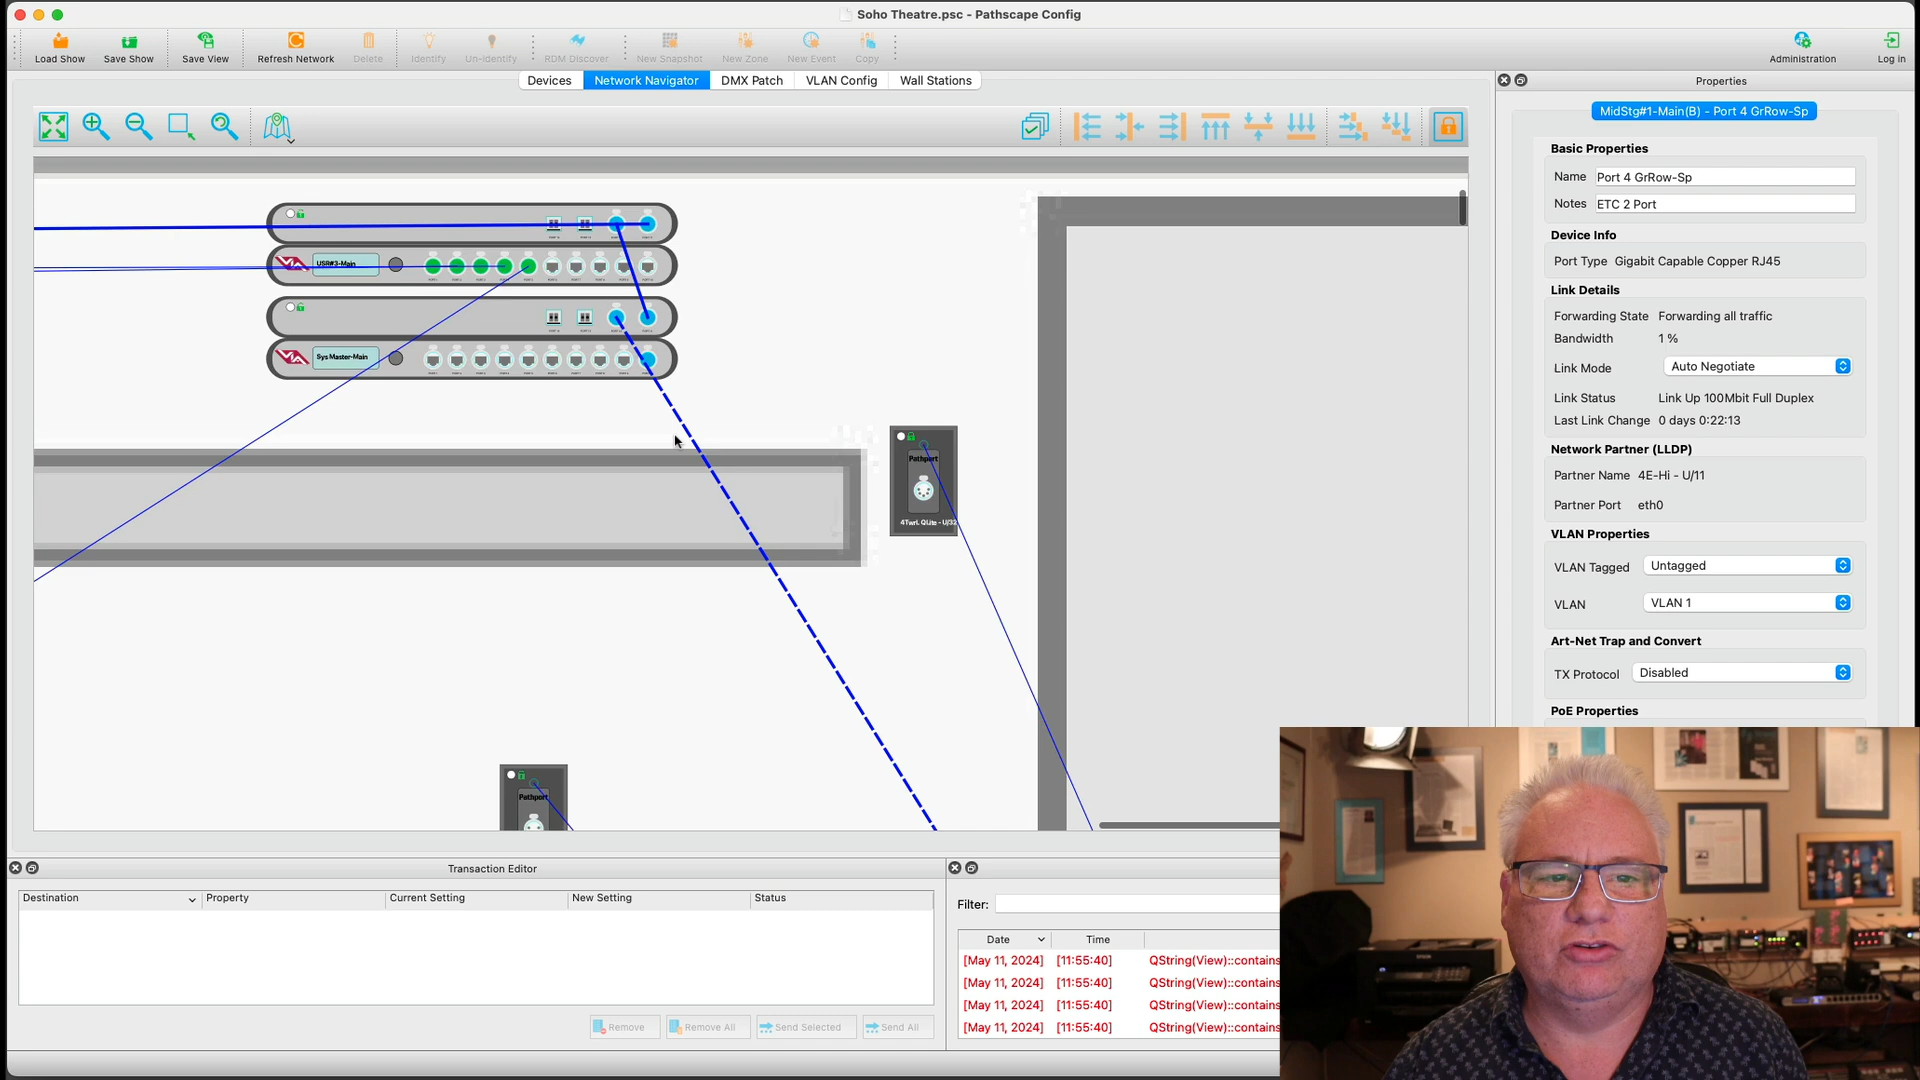 Soho Theatre.psc - Pathscape Config
Load Show Save Show Save View Refresh Network Delete Identify Un-Identify RDM Discover New Snapshot New Zone New Event Copy Administration Log in
Devices Network Navigator DMX Patch VLAN Config Wall Stations
Properties
MidStg#1-Main(B) - Port 4 GrRow-Sp
Basic Properties
Name Port 4 GrRow-Sp
Notes ETC 2 Port
Device Info
Port Type Gigabit Capable Copper RJ45
Link Details
Forwarding State Forwarding all traffic
Bandwidth 1 %
Link Mode Auto Negotiate
Link Status Link Up 100Mbit Full Duplex
Last Link Change 0 days 0:22:13
Network Partner (LLDP)
Partner Name 4E-Hi - U/11
Partner Port eth0
VLAN Properties
VLAN Tagged Untagged
VLAN VLAN 1
Art-Net Trap and Convert
TX Protocol Disabled
PoE Properties
VIA USR#3-Main
VIA Sys Master-Main
Pathport
4Twrl. QLite - U/32
Pathport
Transaction Editor
Destination Property Current Setting New Setting Status
Remove Remove All Send Selected Send All
Filter:
Date Time
[May 11, 2024] [11:55:40] QString(View)::contains
[May 11, 2024] [11:55:40] QString(View)::contains
[May 11, 2024] [11:55:40] QString(View)::contains
[May 11, 2024] [11:55:40] QString(View)::contains